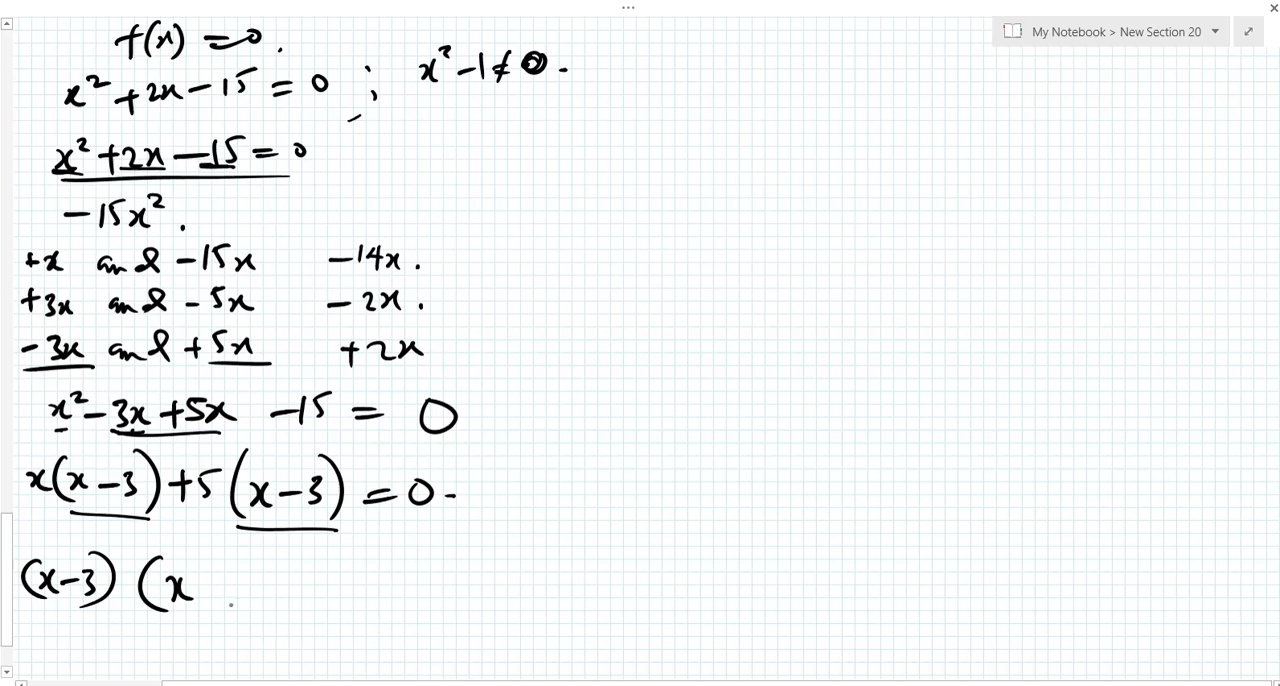 My Notebook > New Section 20
f(x) = 0.
x² + 2x - 15 = 0 ; x² - 1 ≠ 0.
x² + 2x - 15 = 0
- 15x².
+x and -15x -14x.
+3x and -5x -2x.
-3x and +5x +2x
x² - 3x + 5x - 15 = 0
x(x - 3) + 5(x - 3) = 0.
(x-3) (x